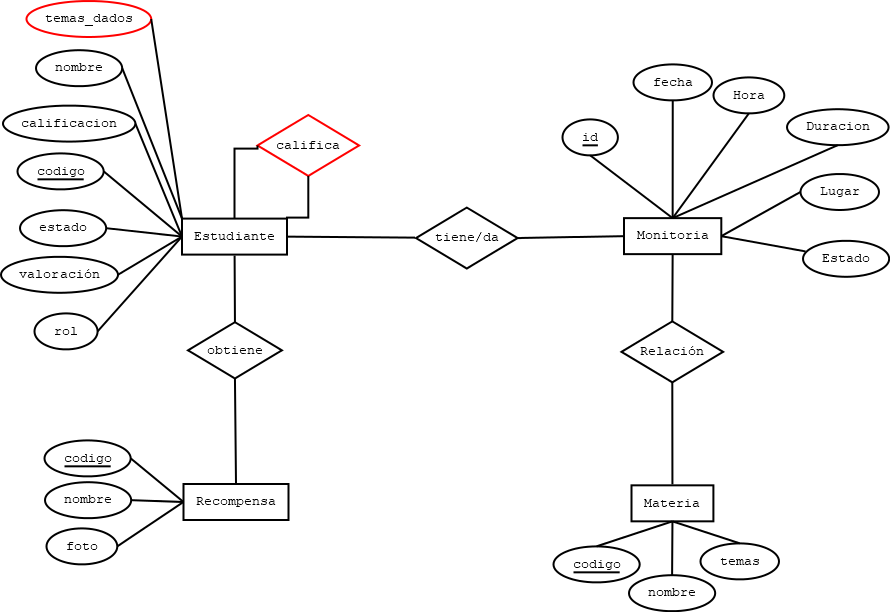 temas_dados
nombre
calificacion
codigo
estado
valoración
rol
califica
Estudiante
tiene/da
Monitoria
id
fecha
Hora
Duracion
Lugar
Estado
obtiene
Relación
codigo
nombre
foto
Recompensa
Materia
codigo
nombre
temas